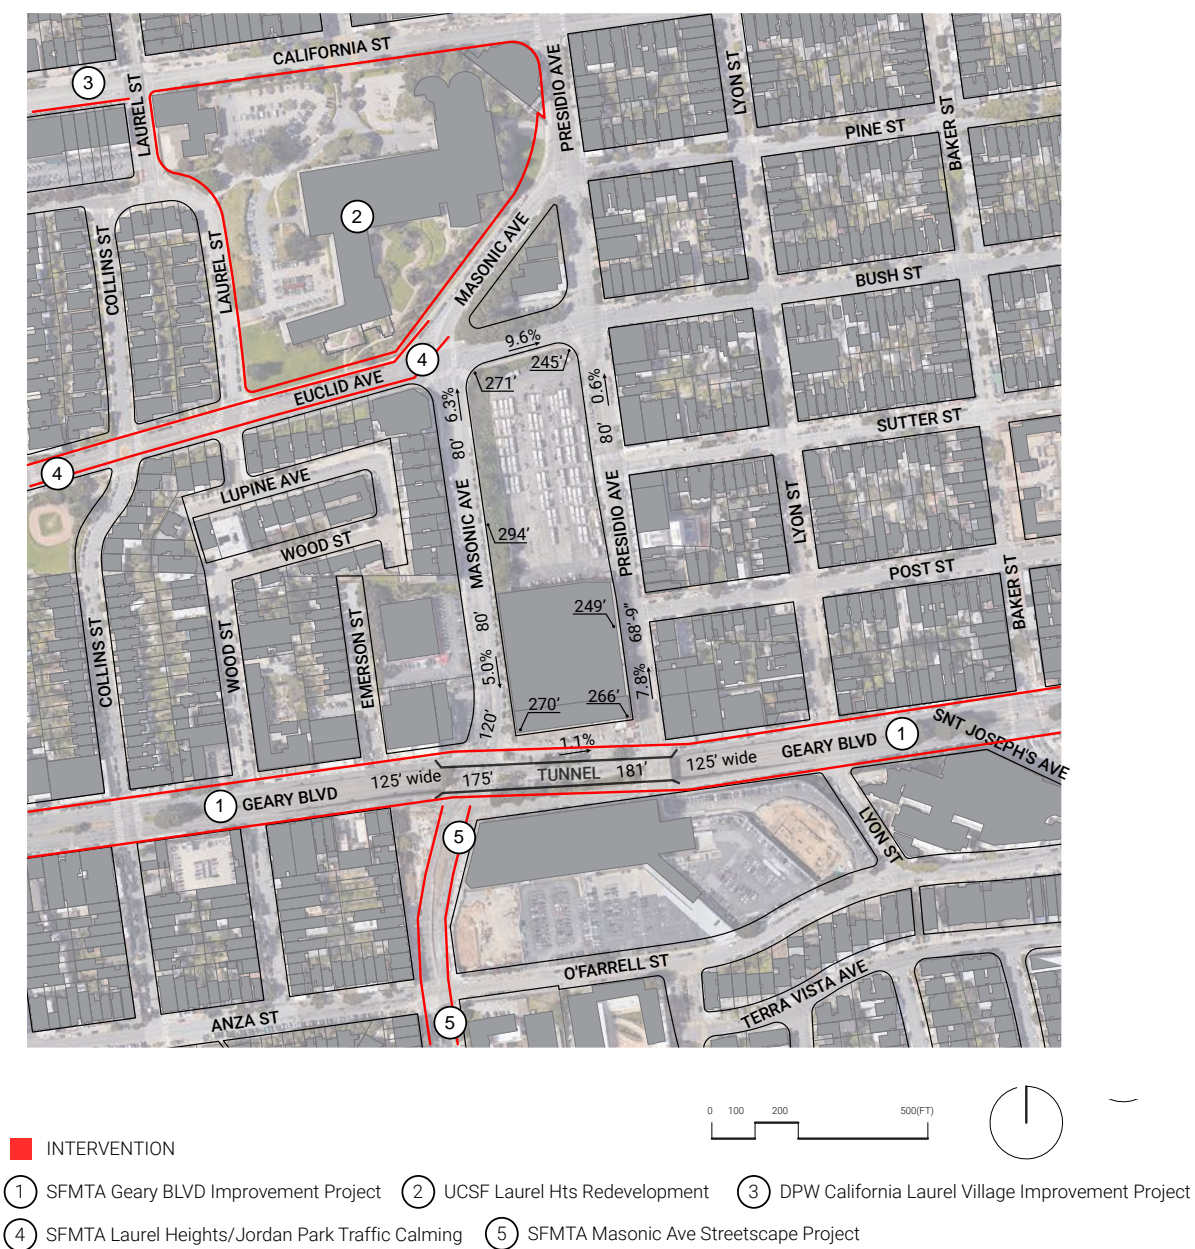 CALIFORNIA ST
3
LAUREL ST
PRESIDIO AVE
LYON ST
PINE ST
BAKER ST
2
COLLINS ST
LAUREL ST
MASONIC AVE
BUSH ST
9.6%
245'
271'
4
EUCLID AVE
6.3%
0.6%
80'
80'
SUTTER ST
4
LUPINE AVE
MASONIC AVE
PRESIDIO AVE
LYON ST
294'
WOOD ST
POST ST
BAKER ST
249'
68'-9"
80'
COLLINS ST
WOOD ST
EMERSON ST
5.0%
7.8%
270'
266'
120'
1.1%
SNT JOSEPH'S AVE
1
GEARY BLVD
125' wide
175'
TUNNEL
181'
125' wide
1
GEARY BLVD
5
LYON ST
O'FARRELL ST
TERRA VISTA AVE
ANZA ST
5
0 100 200 500(FT)
INTERVENTION
1 SFMTA Geary BLVD Improvement Project
2 UCSF Laurel Hts Redevelopment
3 DPW California Laurel Village Improvement Project
4 SFMTA Laurel Heights/Jordan Park Traffic Calming
5 SFMTA Masonic Ave Streetscape Project